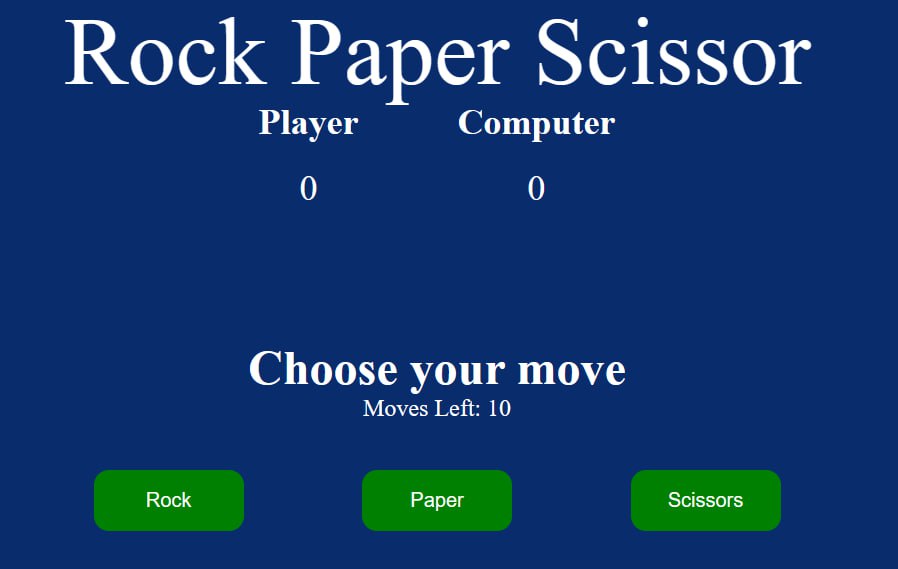 Rock Paper Scissor
Player Computer
0 0
Choose your move
Moves Left: 10
Rock Paper Scissors